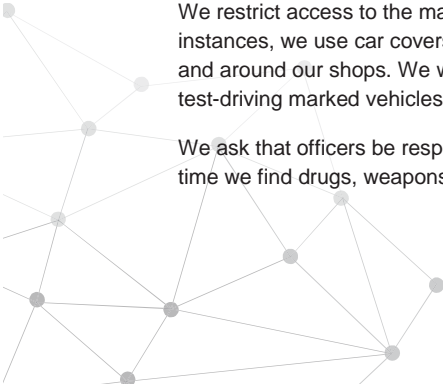 We restrict access to the ma
instances, we use car covers
and around our shops. We w
test-driving marked vehicles
We ask that officers be resp
time we find drugs, weapons